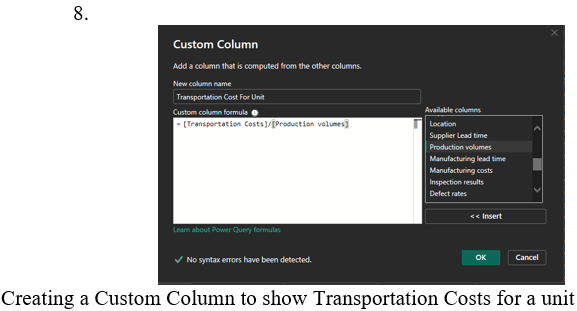 8.
Custom Column
Add a column that is computed from the other columns.
New column name
Transportation Cost For Unit
Custom column formula
= [Transportation Costs]/[Production volumes]
Available columns
Location
Supplier Lead time
Production volumes
Manufacturing lead time
Manufacturing costs
Inspection results
Defect rates
<< Insert
Learn about Power Query formulas
No syntax errors have been detected.
OK
Cancel
Creating a Custom Column to show Transportation Costs for a unit